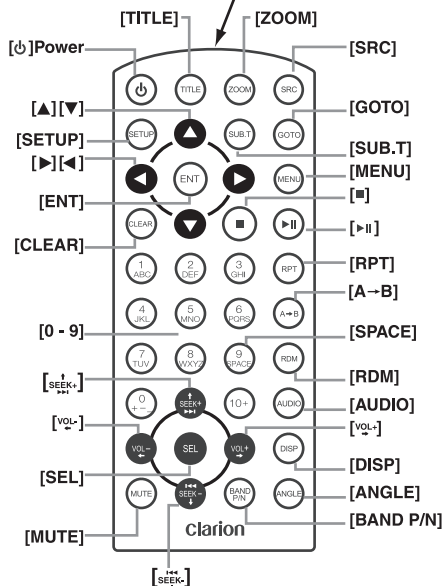 [TITLE]
[ZOOM]
[⏻]Power
[SRC]
TITLE
ZOOM
SRC
[▲][▼]
[GOTO]
[SETUP]
SETUP
SUB.T
GOTO
[SUB.T]
[▶][◀]
[MENU]
ENT
MENU
[■]
[ENT]
[CLEAR]
CLEAR
■
▶II
[▶II]
1
ABC
2
DEF
3
GHI
RPT
[RPT]
[A→B]
4
JKL
5
MNO
6
PQRS
A→B
[0 - 9]
[SPACE]
7
TUV
8
WXYZ
9
SPACE
RDM
[RDM]
[SEEK+]
0
+ - _
SEEK+
10+
AUDIO
[AUDIO]
[VOL-]
[VOL+]
VOL-
SEL
VOL+
DISP
[DISP]
[SEL]
MUTE
SEEK-
BAND
P/N
ANGLE
[ANGLE]
[MUTE]
clarion
[BAND P/N]
[SEEK-]